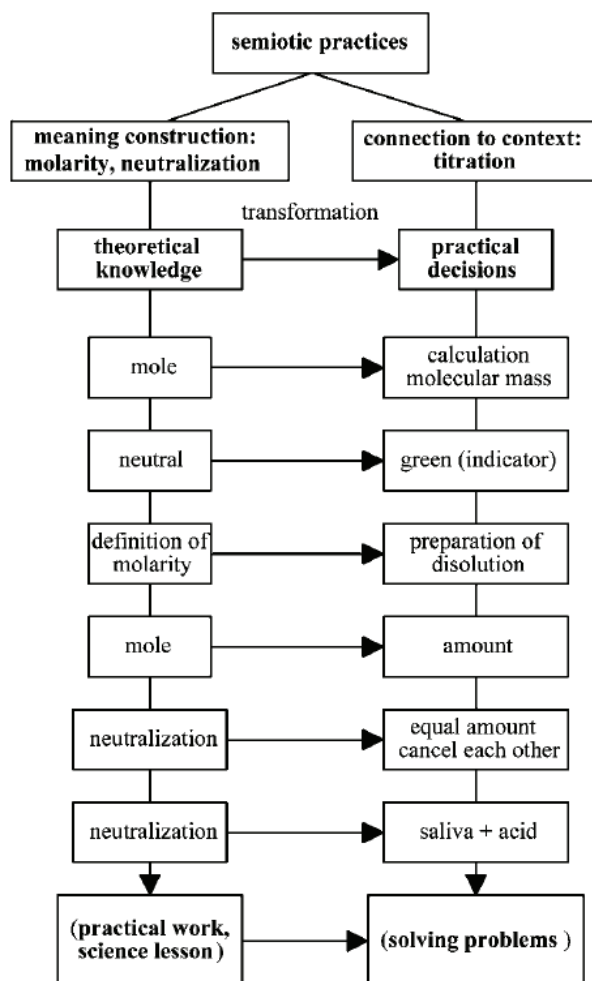 semiotic practices
meaning construction:
molarity, neutralization
connection to context:
titration
transformation
theoretical
knowledge
practical
decisions
mole
calculation
molecular mass
neutral
green (indicator)
definition of
molarity
preparation of
disolution
mole
amount
neutralization
equal amount
cancel each other
neutralization
saliva + acid
(practical work,
science lesson )
(solving problems )